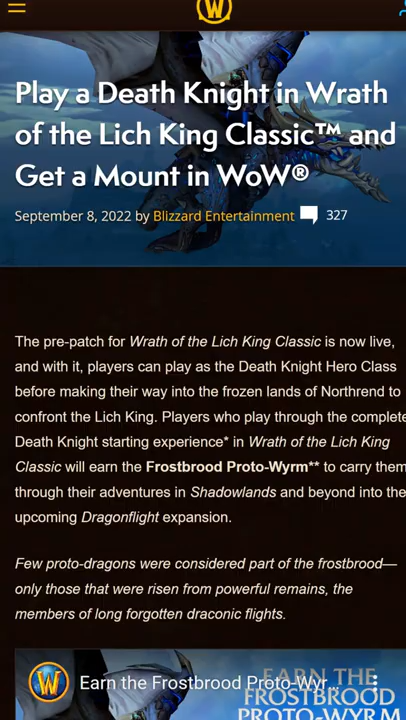 Play a Death Knight in Wrath
of the Lich King Classic™ and
Get a Mount in WoW®
September 8, 2022 by Blizzard Entertainment 327
The pre-patch for Wrath of the Lich King Classic is now live,
and with it, players can play as the Death Knight Hero Class
before making their way into the frozen lands of Northrend to
confront the Lich King. Players who play through the complete
Death Knight starting experience* in Wrath of the Lich King
Classic will earn the Frostbrood Proto-Wyrm** to carry them
through their adventures in Shadowlands and beyond into the
upcoming Dragonflight expansion.
Few proto-dragons were considered part of the frostbrood—
only those that were risen from powerful remains, the
members of long forgotten draconic flights.
Earn the Frostbrood Proto-Wyr...
EARN THE
FROSTBROOD
PROTO-WYRM